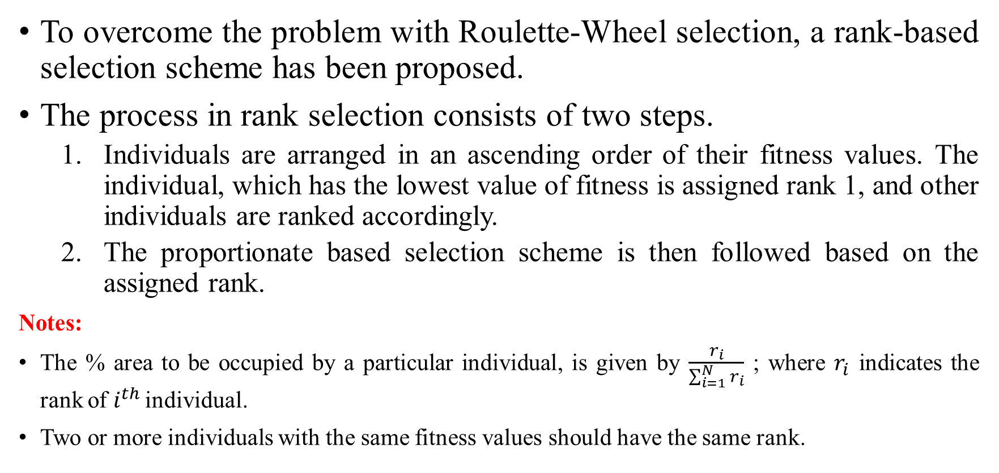 • To overcome the problem with Roulette-Wheel selection, a rank-based
selection scheme has been proposed.
• The process in rank selection consists of two steps.
1. Individuals are arranged in an ascending order of their fitness values. The
individual, which has the lowest value of fitness is assigned rank 1, and other
individuals are ranked accordingly.
2. The proportionate based selection scheme is then followed based on the
assigned rank.
Notes:
• The % area to be occupied by a particular individual, is given by $\frac{r_i}{\sum_{i=1}^{N} r_i}$ ; where $r_i$ indicates the
rank of $i^{th}$ individual.
• Two or more individuals with the same fitness values should have the same rank.